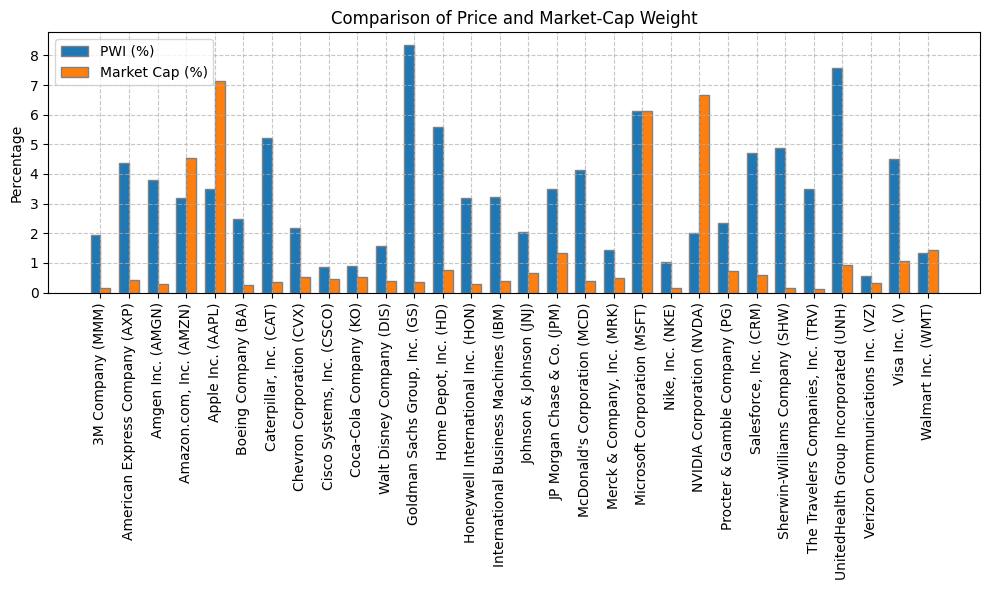 Comparison of Price and Market-Cap Weight
PWI (%)
Market Cap (%)
Percentage
8
7
6
5
4
3
2
1
0
3M Company (MMM)
American Express Company (AXP)
Amgen Inc. (AMGN)
Amazon.com, Inc. (AMZN)
Apple Inc. (AAPL)
Boeing Company (BA)
Caterpillar, Inc. (CAT)
Chevron Corporation (CVX)
Cisco Systems, Inc. (CSCO)
Coca-Cola Company (KO)
Walt Disney Company (DIS)
Goldman Sachs Group, Inc. (GS)
Home Depot, Inc. (HD)
Honeywell International Inc. (HON)
International Business Machines (IBM)
Johnson & Johnson (JNJ)
JP Morgan Chase & Co. (JPM)
McDonald's Corporation (MCD)
Merck & Company, Inc. (MRK)
Microsoft Corporation (MSFT)
Nike, Inc. (NKE)
NVIDIA Corporation (NVDA)
Procter & Gamble Company (PG)
Salesforce, Inc. (CRM)
Sherwin-Williams Company (SHW)
The Travelers Companies, Inc. (TRV)
UnitedHealth Group Incorporated (UNH)
Verizon Communications Inc. (VZ)
Visa Inc. (V)
Walmart Inc. (WMT)